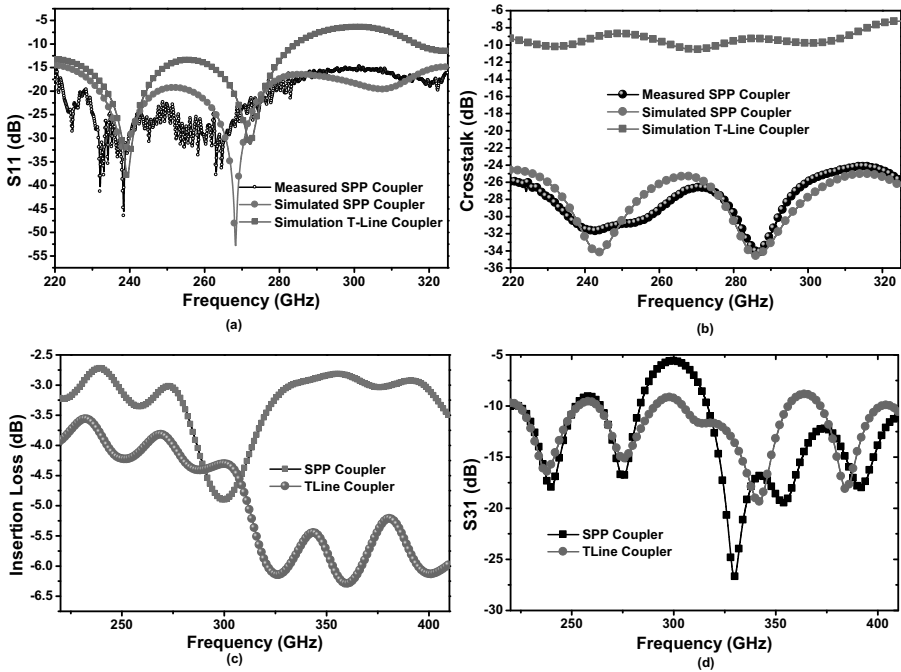 S11 (dB)
-5
-10
-15
-20
-25
-30
-35
-40
-45
-50
-55
(a)
Measured SPP Coupler
Simulated SPP Coupler
Simulation T-Line Coupler
220 240 260 280 300 320
Frequency (GHz)
(a)
Crosstalk (dB)
-6
-8
-10
-12
-14
-16
-18
-20
-22
-24
-26
-28
-30
-32
-34
-36
(b)
Measured SPP Coupler
Simulated SPP Coupler
Simulation T-Line Coupler
220 240 260 280 300 320
Frequency (GHz)
(b)
Insertion Loss (dB)
-2.5
-3.0
-3.5
-4.0
-4.5
-5.0
-5.5
-6.0
-6.5
SPP Coupler
TLine Coupler
250 300 350 400
Frequency (GHz)
(c)
S31 (dB)
-5
-10
-15
-20
-25
-30
SPP Coupler
TLine Coupler
250 300 350 400
Frequency (GHz)
(d)